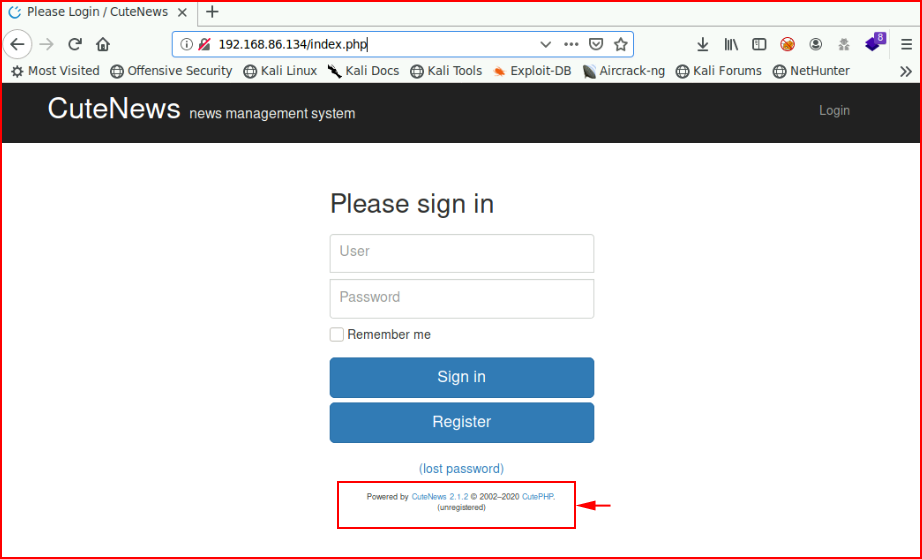 Please Login / CuteNews
192.168.86.134/index.php
8
Most Visited Offensive Security Kali Linux Kali Docs Kali Tools Exploit-DB Aircrack-ng Kali Forums NetHunter
CuteNews news management system
Login
Please sign in
User
Password
Remember me
Sign in
Register
(lost password)
Powered by CuteNews 2.1.2 © 2002–2020 CutePHP.
(unregistered)